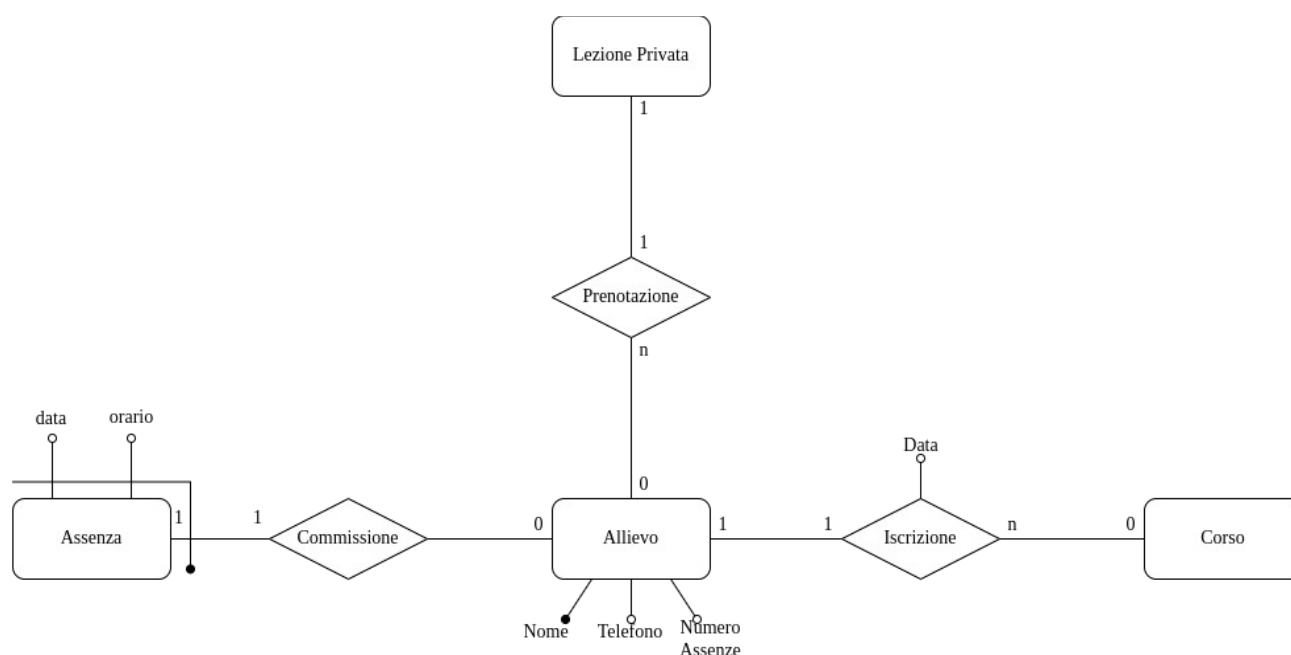 Lezione Privata
1
1
Prenotazione
n
data
orario
Data
0
Assenza
1
1
Commissione
0
Allievo
1
1
Iscrizione
n
0
Corso
Nome
Telefono
Numero
Assenze